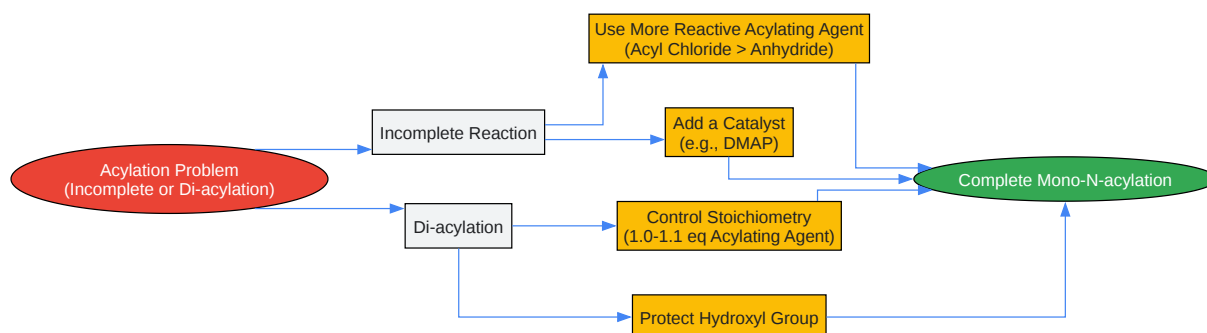 Use More Reactive Acylating Agent
(Acyl Chloride > Anhydride)
Incomplete Reaction
Add a Catalyst
(e.g., DMAP)
Acylation Problem
(Incomplete or Di-acylation)
Complete Mono-N-acylation
Di-acylation
Control Stoichiometry
(1.0-1.1 eq Acylating Agent)
Protect Hydroxyl Group